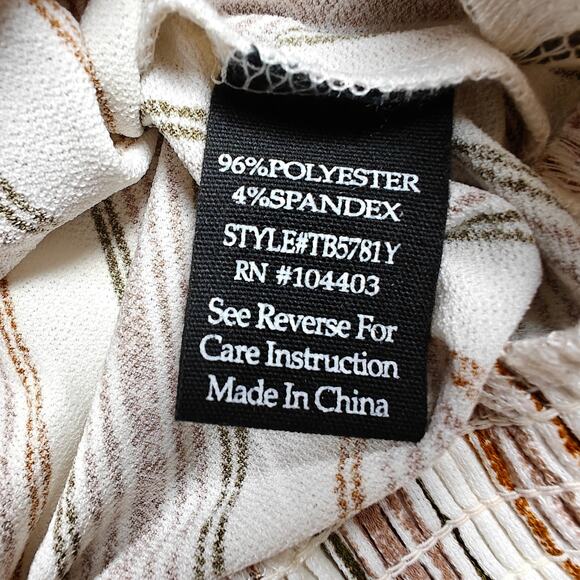 96%POLYESTER
4%SPANDEX
STYLE#TB5781Y
RN #104403
See Reverse For
Care Instruction
Made In China